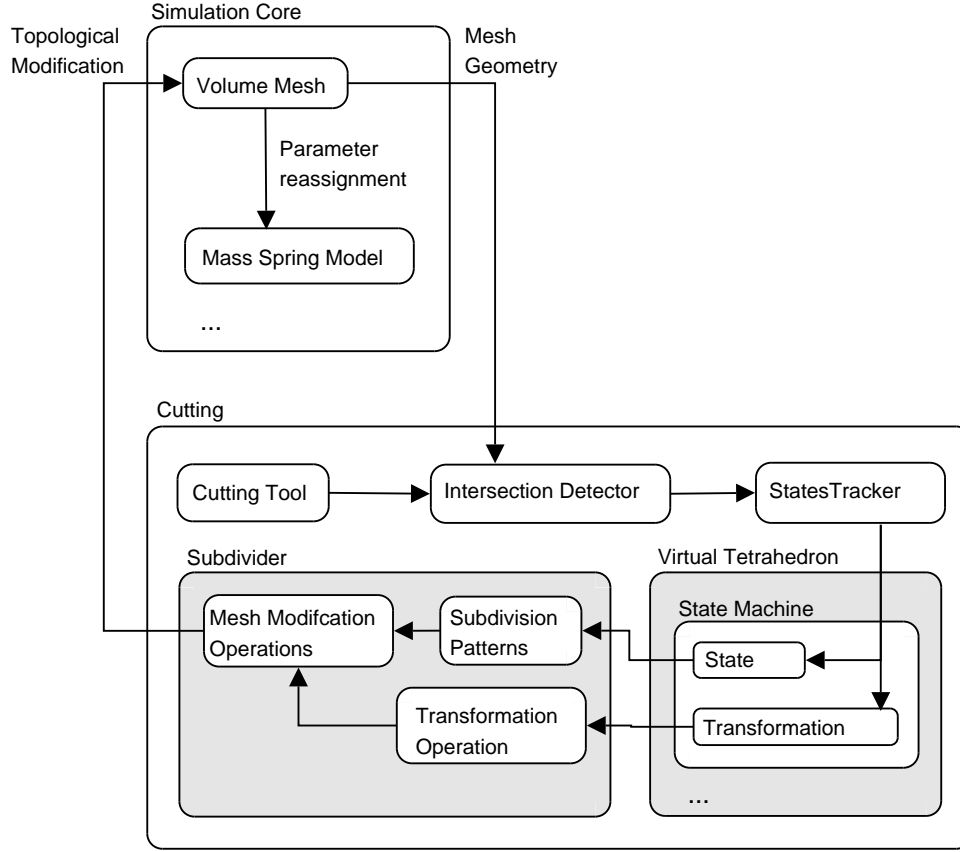 Simulation Core
Topological
Modification
Mesh
Geometry
Volume Mesh
Parameter
reassignment
Mass Spring Model
...
Cutting
Cutting Tool
Intersection Detector
StatesTracker
Subdivider
Virtual Tetrahedron
Mesh Modifcation
Operations
Subdivision
Patterns
State Machine
State
Transformation
Operation
Transformation
...